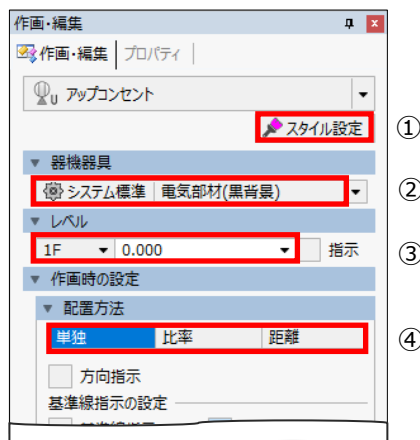 作画・編集
作画・編集 プロパティ
U アップコンセント
スタイル設定 ①
器機器具
システム標準 電気部材(黒背景) ②
レベル
1F 0.000 指示 ③
作画時の設定
配置方法
単独 比率 距離 ④
方向指示
基準線指示の設定